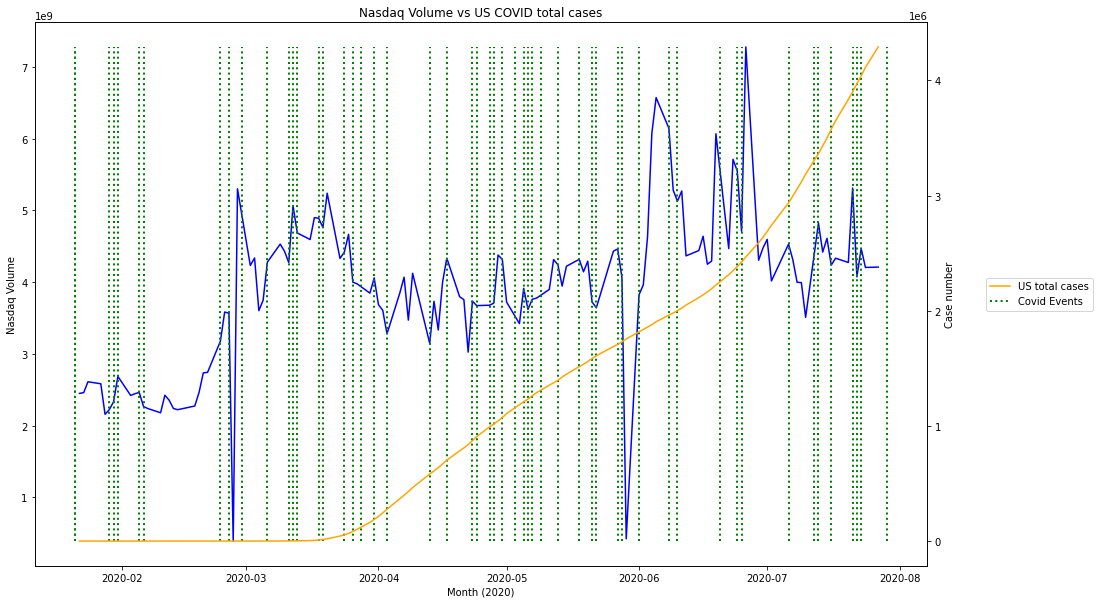 Nasdaq Volume vs US COVID total cases
1e9
1e6
7
6
5
4
3
2
1
Nasdaq Volume
4
3
2
1
0
Case number
US total cases
Covid Events
2020-02 2020-03 2020-04 2020-05 2020-06 2020-07 2020-08
Month (2020)